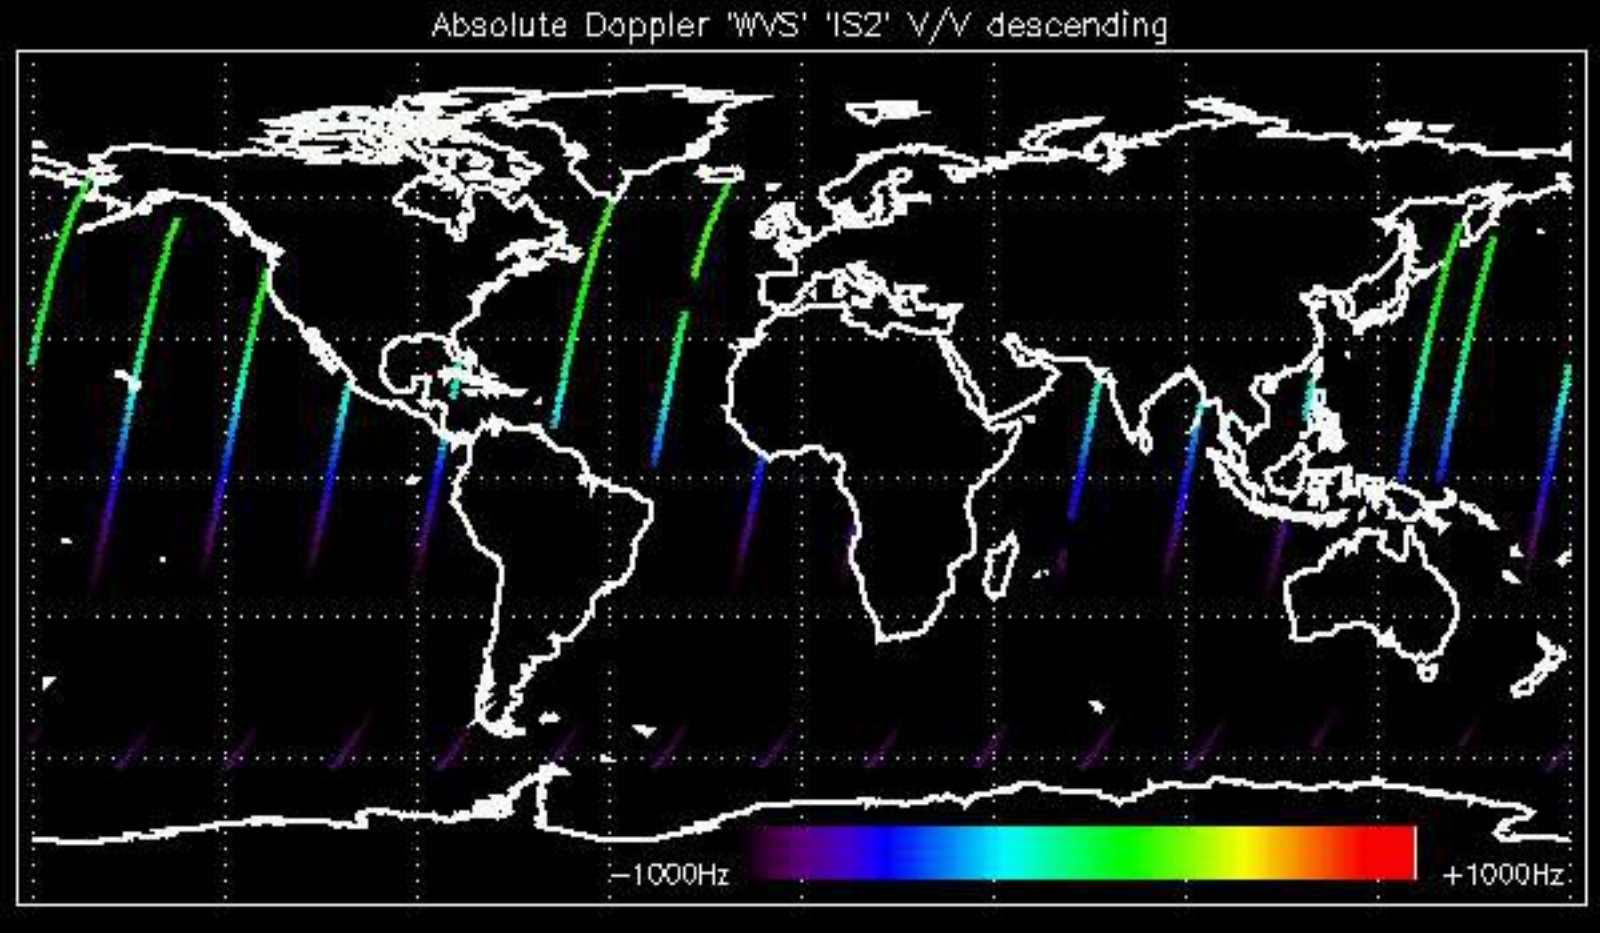 Absolute Doppler 'WVS' 'IS2' V/V descending
−1000Hz +1000Hz